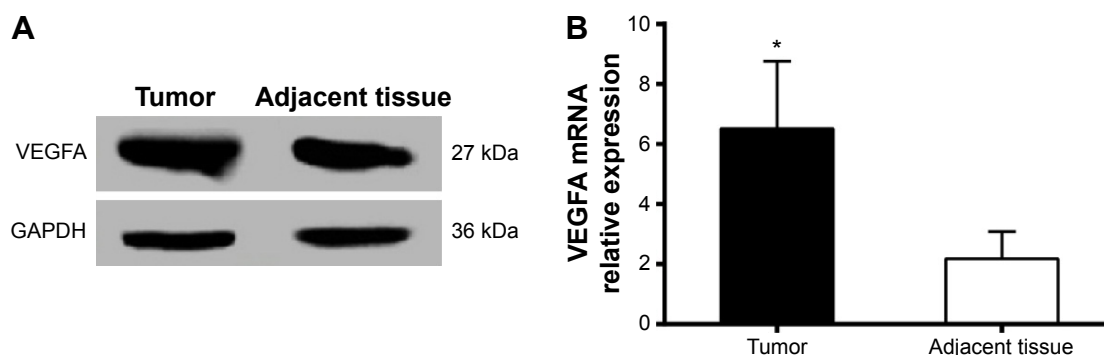 A
Tumor Adjacent tissue
VEGFA 27 kDa
GAPDH 36 kDa
B
VEGFA mRNA
relative expression
10
8
6
4
2
0
*
Tumor Adjacent tissue